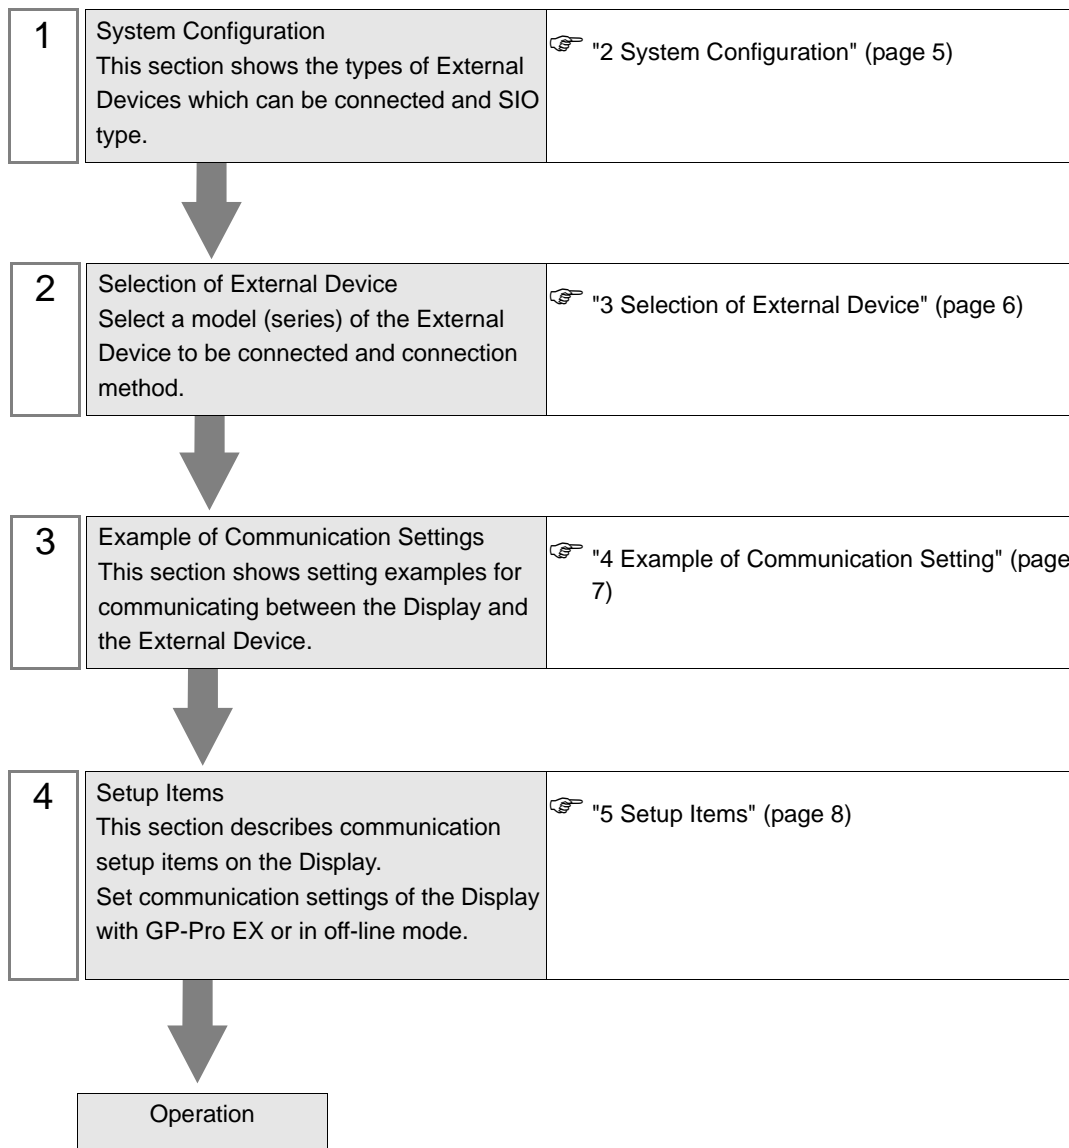 1
System Configuration
This section shows the types of External
Devices which can be connected and SIO
type.
"2 System Configuration" (page 5)
2
Selection of External Device
Select a model (series) of the External
Device to be connected and connection
method.
"3 Selection of External Device" (page 6)
3
Example of Communication Settings
This section shows setting examples for
communicating between the Display and
the External Device.
"4 Example of Communication Setting" (page
7)
4
Setup Items
This section describes communication
setup items on the Display.
Set communication settings of the Display
with GP-Pro EX or in off-line mode.
"5 Setup Items" (page 8)
Operation